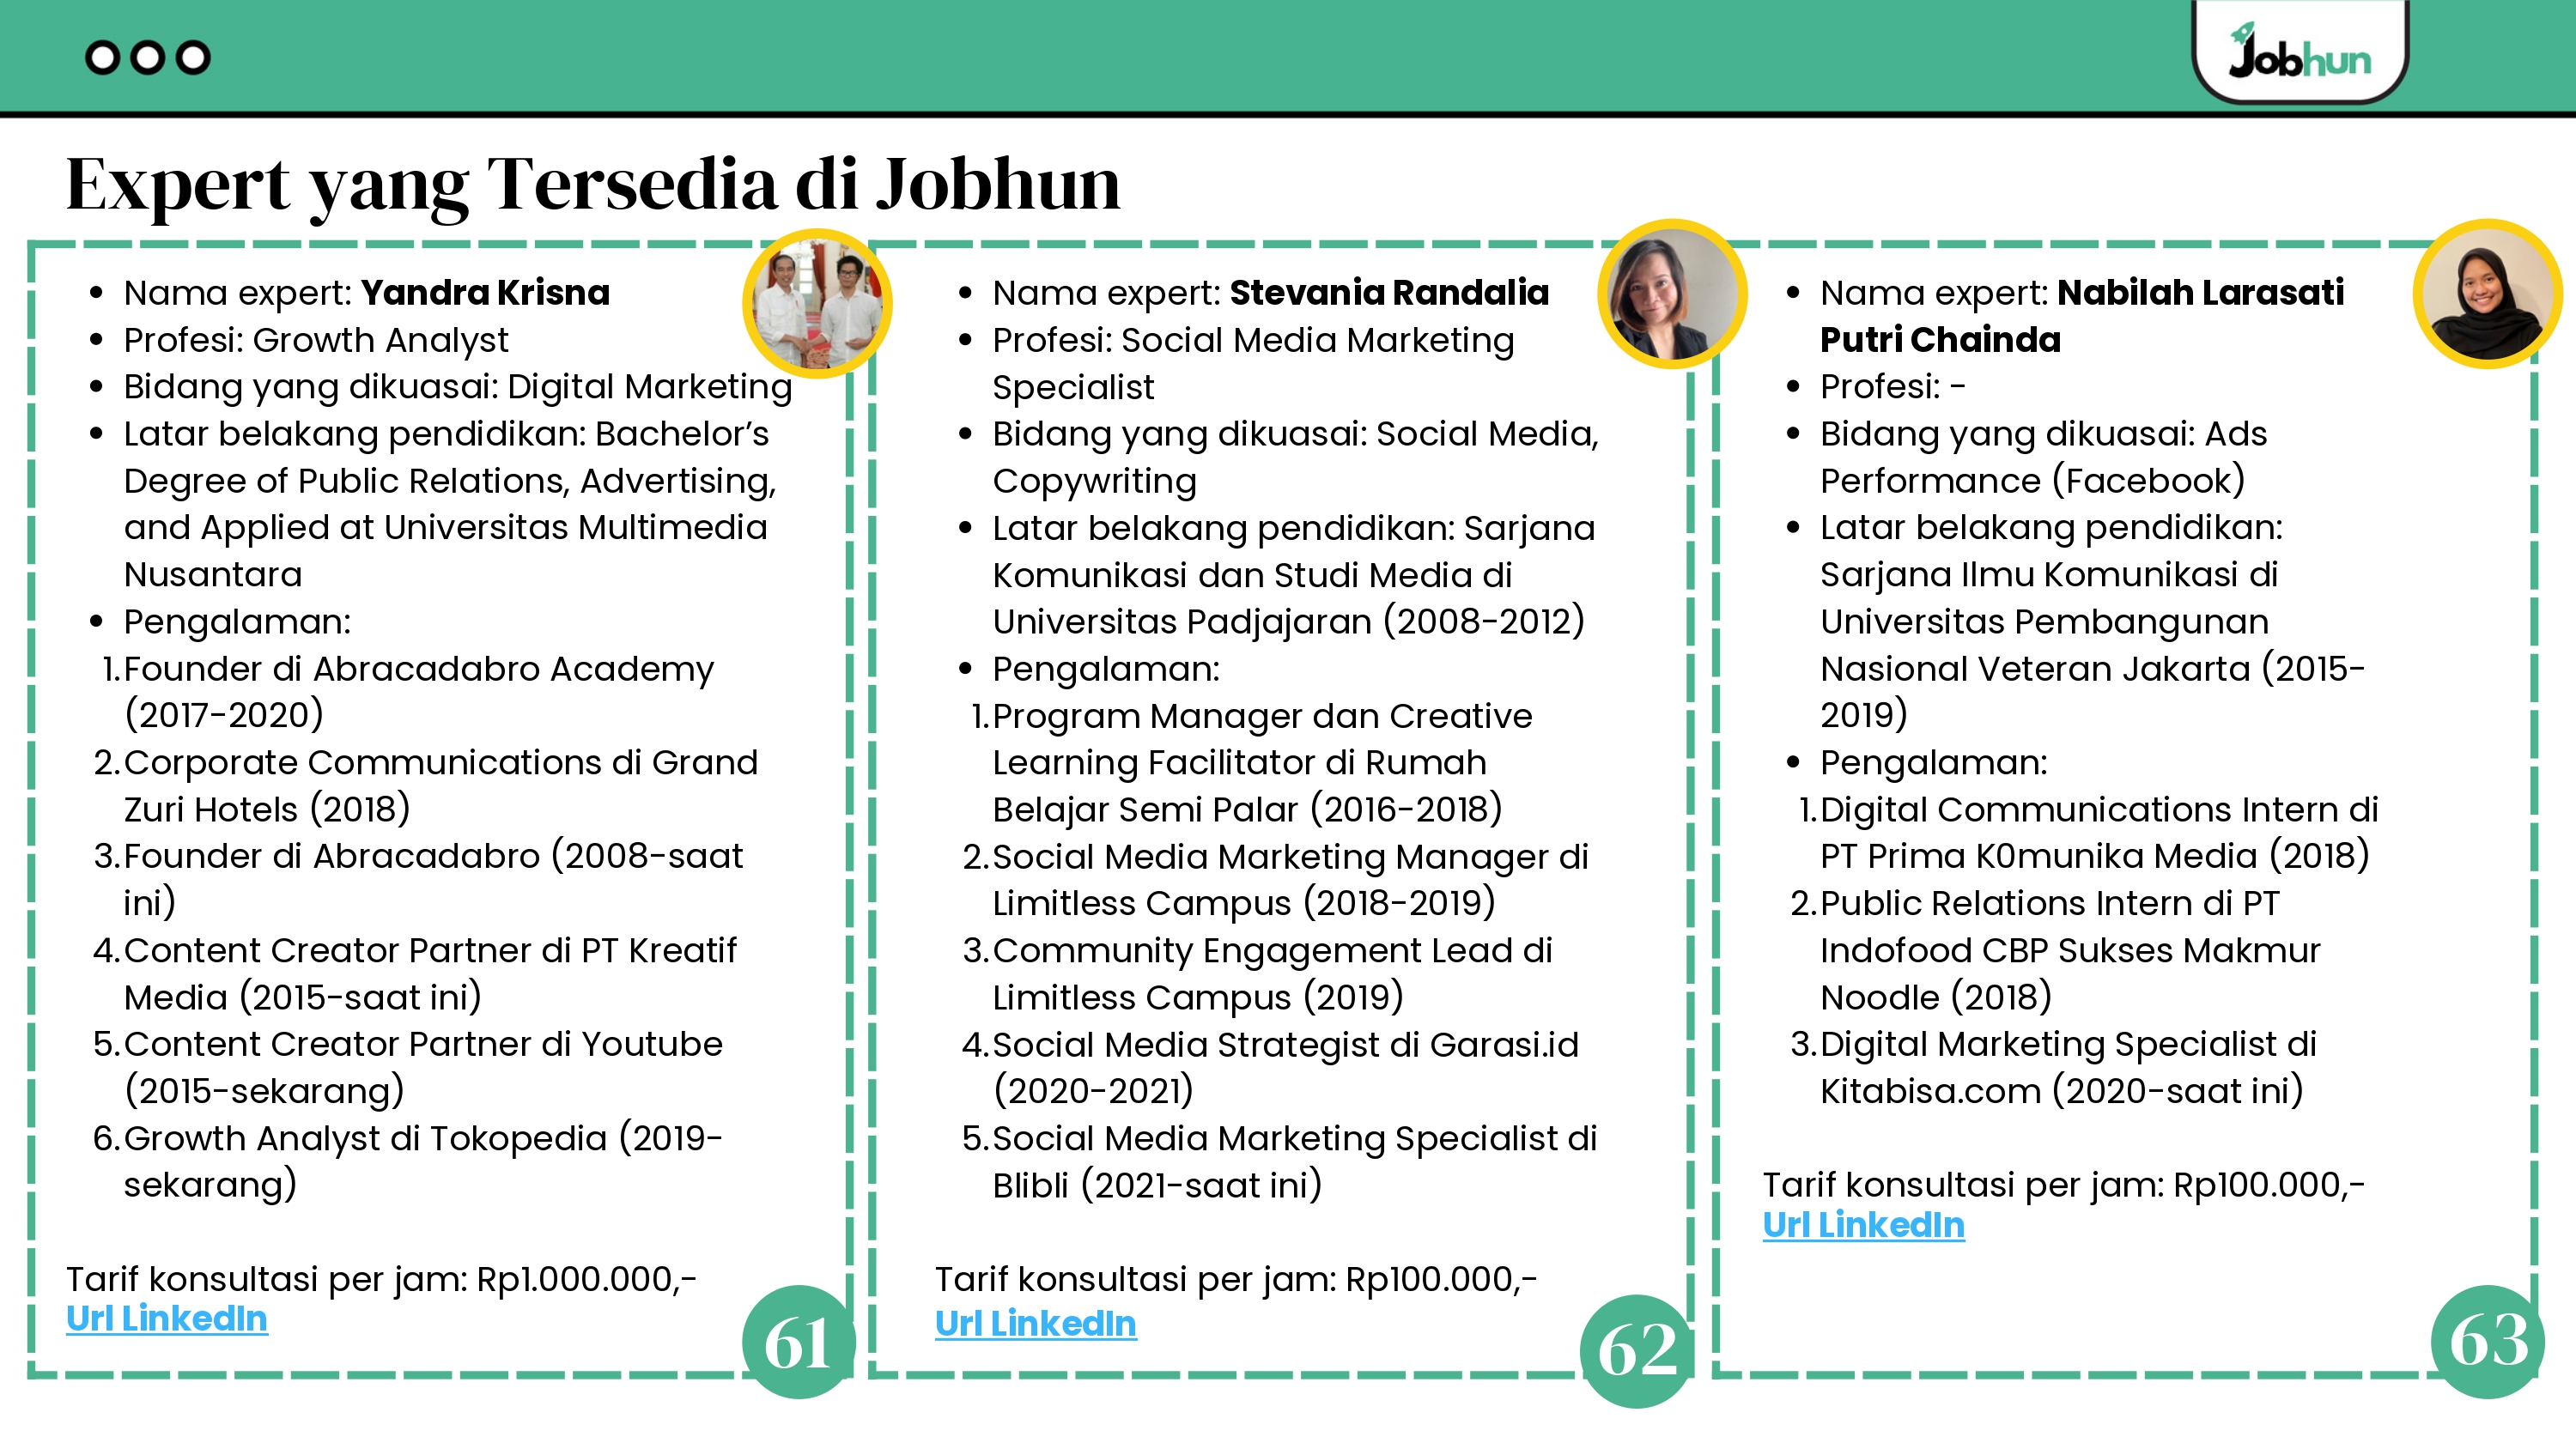 Jobhun
Expert yang Tersedia di Jobhun
• Nama expert: Yandra Krisna
• Profesi: Growth Analyst
• Bidang yang dikuasai: Digital Marketing
• Latar belakang pendidikan: Bachelor’s
Degree of Public Relations, Advertising,
and Applied at Universitas Multimedia
Nusantara
• Pengalaman:
1. Founder di Abracadabro Academy
(2017-2020)
2. Corporate Communications di Grand
Zuri Hotels (2018)
3. Founder di Abracadabro (2008-saat
ini)
4. Content Creator Partner di PT Kreatif
Media (2015-saat ini)
5. Content Creator Partner di Youtube
(2015-sekarang)
6. Growth Analyst di Tokopedia (2019-
sekarang)
Tarif konsultasi per jam: Rp1.000.000,-
Url LinkedIn
61
• Nama expert: Stevania Randalia
• Profesi: Social Media Marketing
Specialist
• Bidang yang dikuasai: Social Media,
Copywriting
• Latar belakang pendidikan: Sarjana
Komunikasi dan Studi Media di
Universitas Padjajaran (2008-2012)
• Pengalaman:
1. Program Manager dan Creative
Learning Facilitator di Rumah
Belajar Semi Palar (2016-2018)
2. Social Media Marketing Manager di
Limitless Campus (2018-2019)
3. Community Engagement Lead di
Limitless Campus (2019)
4. Social Media Strategist di Garasi.id
(2020-2021)
5. Social Media Marketing Specialist di
Blibli (2021-saat ini)
Tarif konsultasi per jam: Rp100.000,-
Url LinkedIn
62
• Nama expert: Nabilah Larasati
Putri Chainda
• Profesi: -
• Bidang yang dikuasai: Ads
Performance (Facebook)
• Latar belakang pendidikan:
Sarjana Ilmu Komunikasi di
Universitas Pembangunan
Nasional Veteran Jakarta (2015-
2019)
• Pengalaman:
1. Digital Communications Intern di
PT Prima K0munika Media (2018)
2. Public Relations Intern di PT
Indofood CBP Sukses Makmur
Noodle (2018)
3. Digital Marketing Specialist di
Kitabisa.com (2020-saat ini)
Tarif konsultasi per jam: Rp100.000,-
Url LinkedIn
63